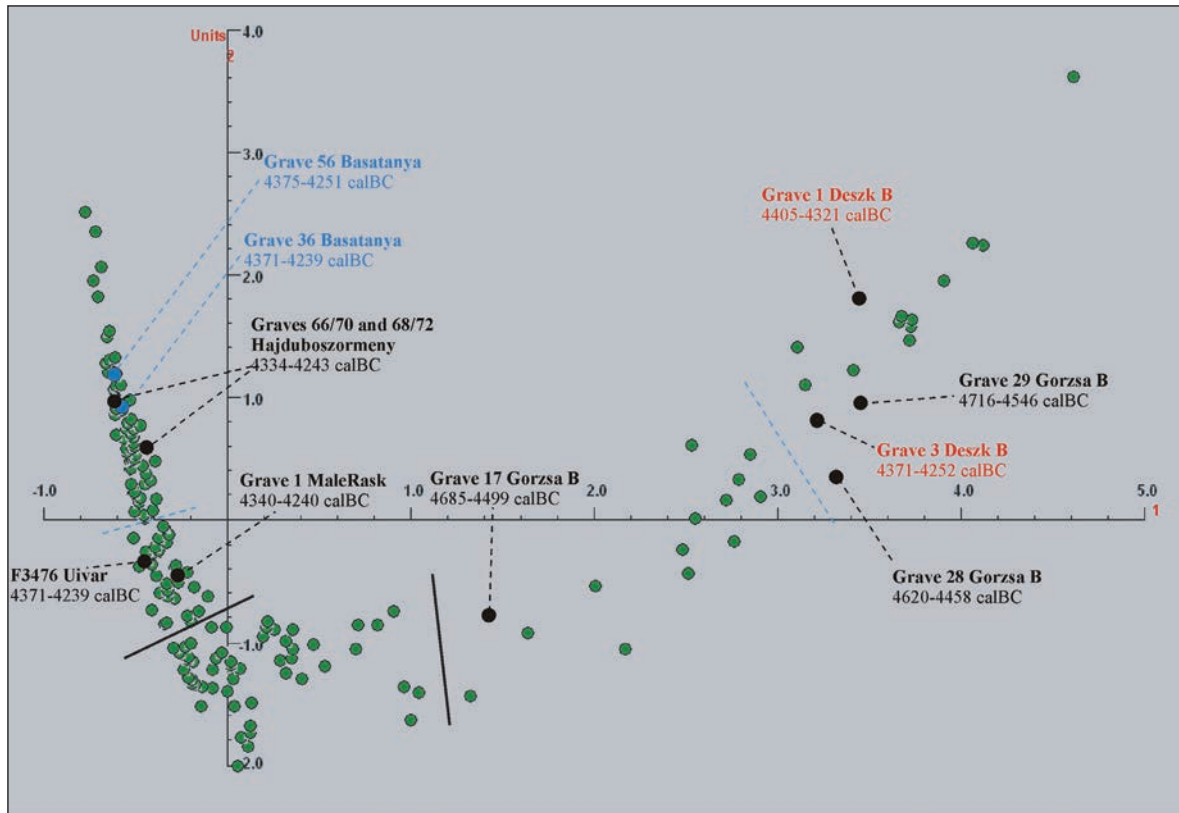 Units
2
4.0
3.0
Grave 56 Basatanya
4375-4251 calBC
Grave 1 Deszk B
4405-4321 calBC
Grave 36 Basatanya
4371-4239 calBC
2.0
Graves 66/70 and 68/72
Hajduboszormeny
4334-4243 calBC
1.0
Grave 29 Gorzsa B
4716-4546 calBC
Grave 3 Deszk B
4371-4252 calBC
Grave 1 MaleRask
4340-4240 calBC
Grave 17 Gorzsa B
4685-4499 calBC
-1.0
1.0
2.0
3.0
4.0
5.0
1
F3476 Uivar
4371-4239 calBC
Grave 28 Gorzsa B
4620-4458 calBC
-1.0
-2.0